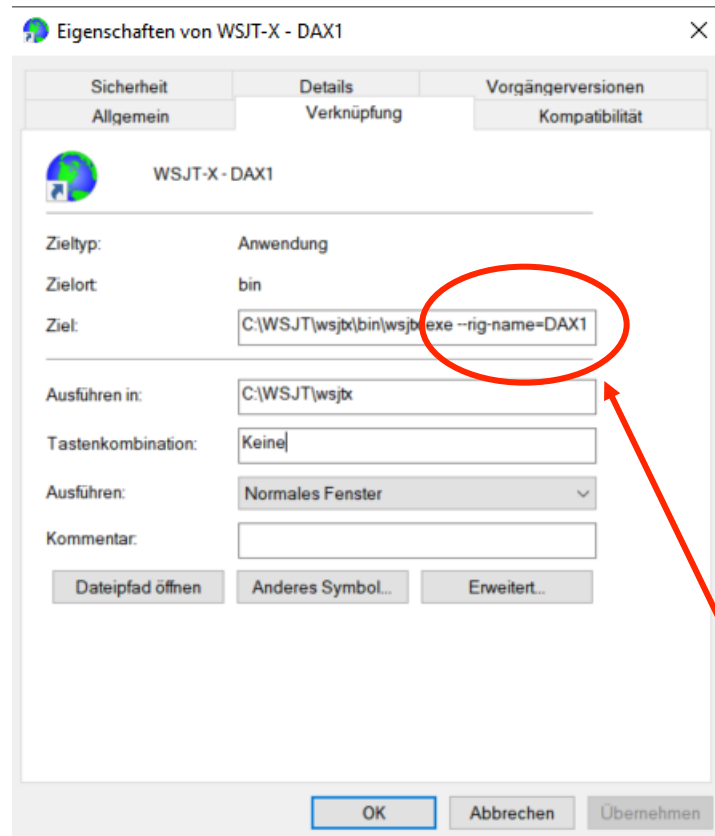 Eigenschaften von WSJT-X - DAX1
Sicherheit Details Vorgängerversionen
Allgemein Verknüpfung Kompatibilität
WSJT-X - DAX1
Zieltyp: Anwendung
Zielort: bin
Ziel: C:\WSJT\wsjtx\bin\wsjtx.exe --rig-name=DAX1
Ausführen in: C:\WSJT\wsjtx
Tastenkombination: Keine
Ausführen: Normales Fenster
Kommentar:
Dateipfad öffnen Anderes Symbol... Erweitert...
OK Abbrechen Übernehmen